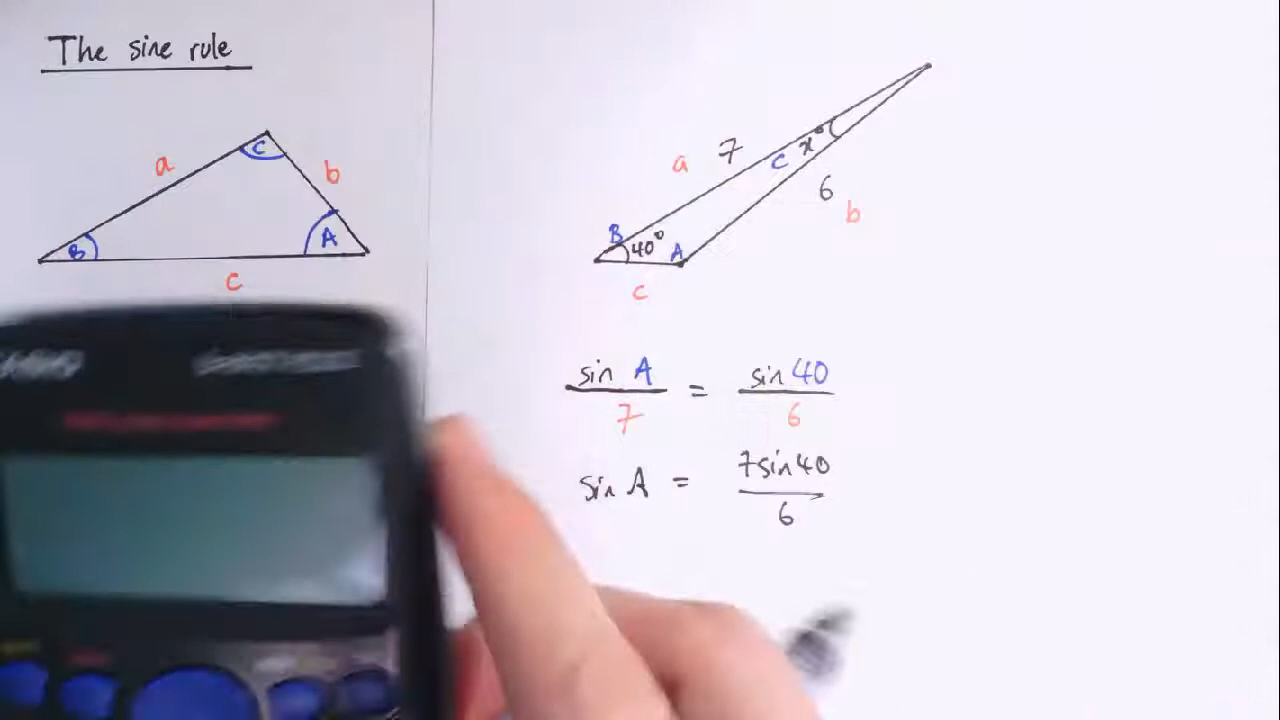 The sine rule
C
a
b
B
A
c
a 7
C x°
6
b
B
40° A
c
sin A / 7 = sin 40 / 6
sin A = 7sin40 / 6